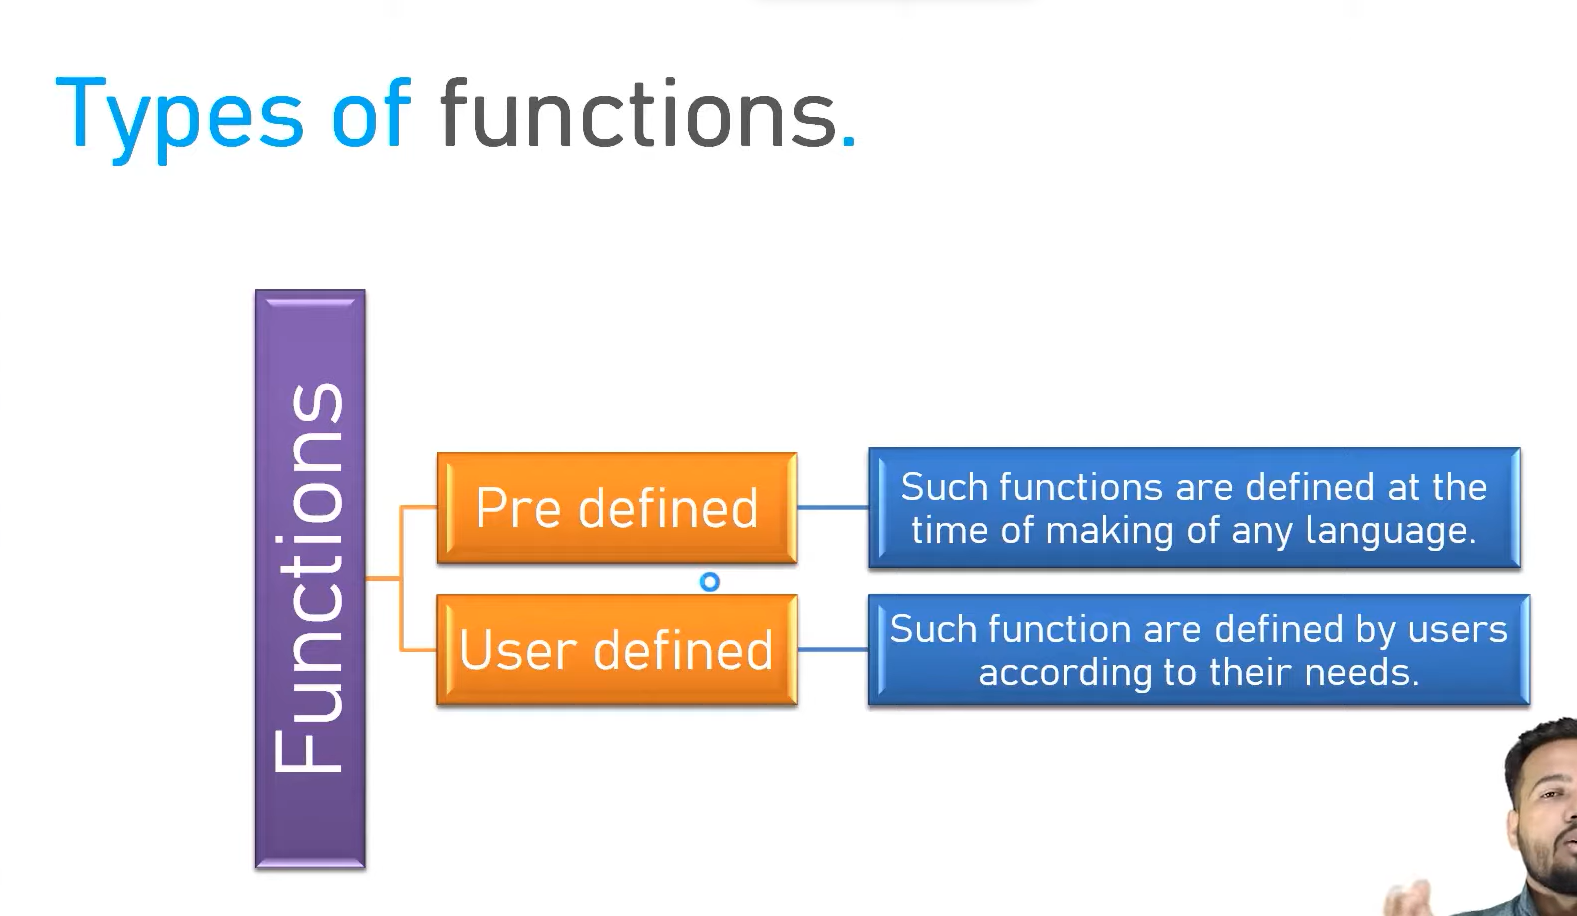 Types of functions.
Functions
Pre defined
Such functions are defined at the
time of making of any language.
User defined
Such function are defined by users
according to their needs.